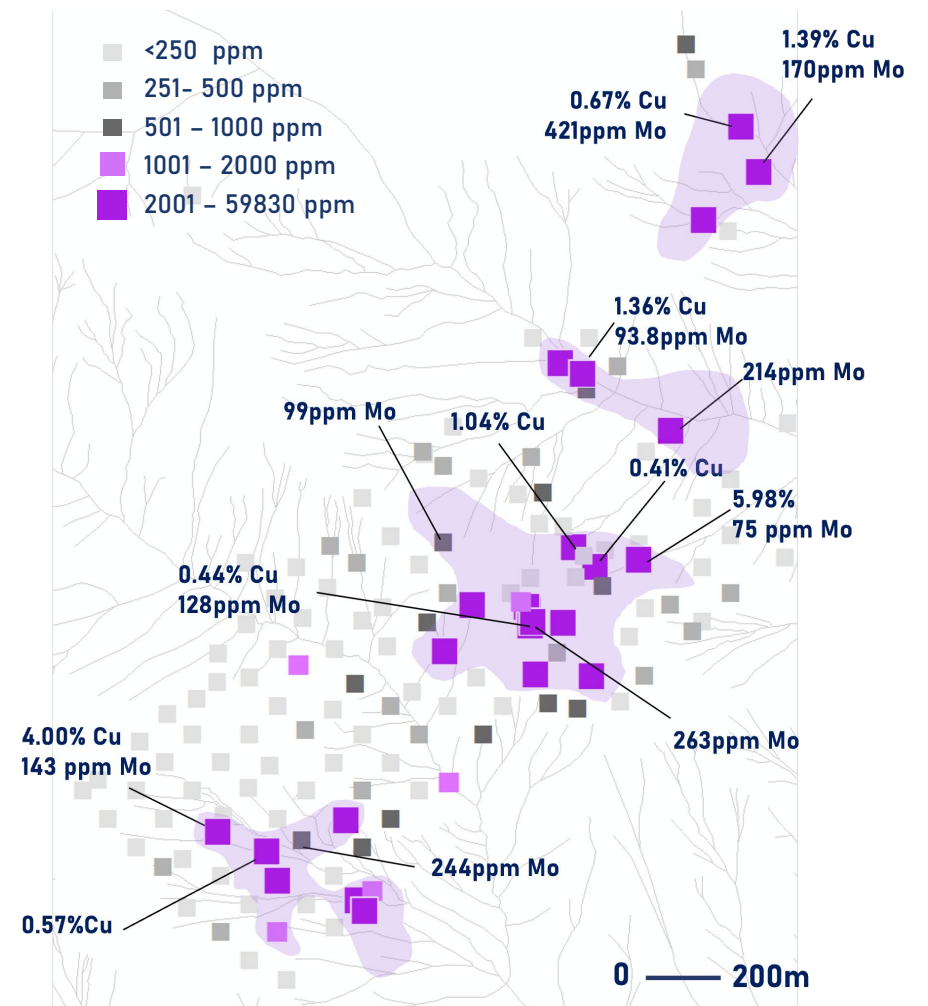 <250 ppm
251- 500 ppm
501 – 1000 ppm
1001 – 2000 ppm
2001 – 59830 ppm
1.39% Cu
170ppm Mo
0.67% Cu
421ppm Mo
1.36% Cu
93.8ppm Mo
214ppm Mo
99ppm Mo
1.04% Cu
0.41% Cu
5.98%
75 ppm Mo
0.44% Cu
128ppm Mo
263ppm Mo
4.00% Cu
143 ppm Mo
244ppm Mo
0.57%Cu
0 200m